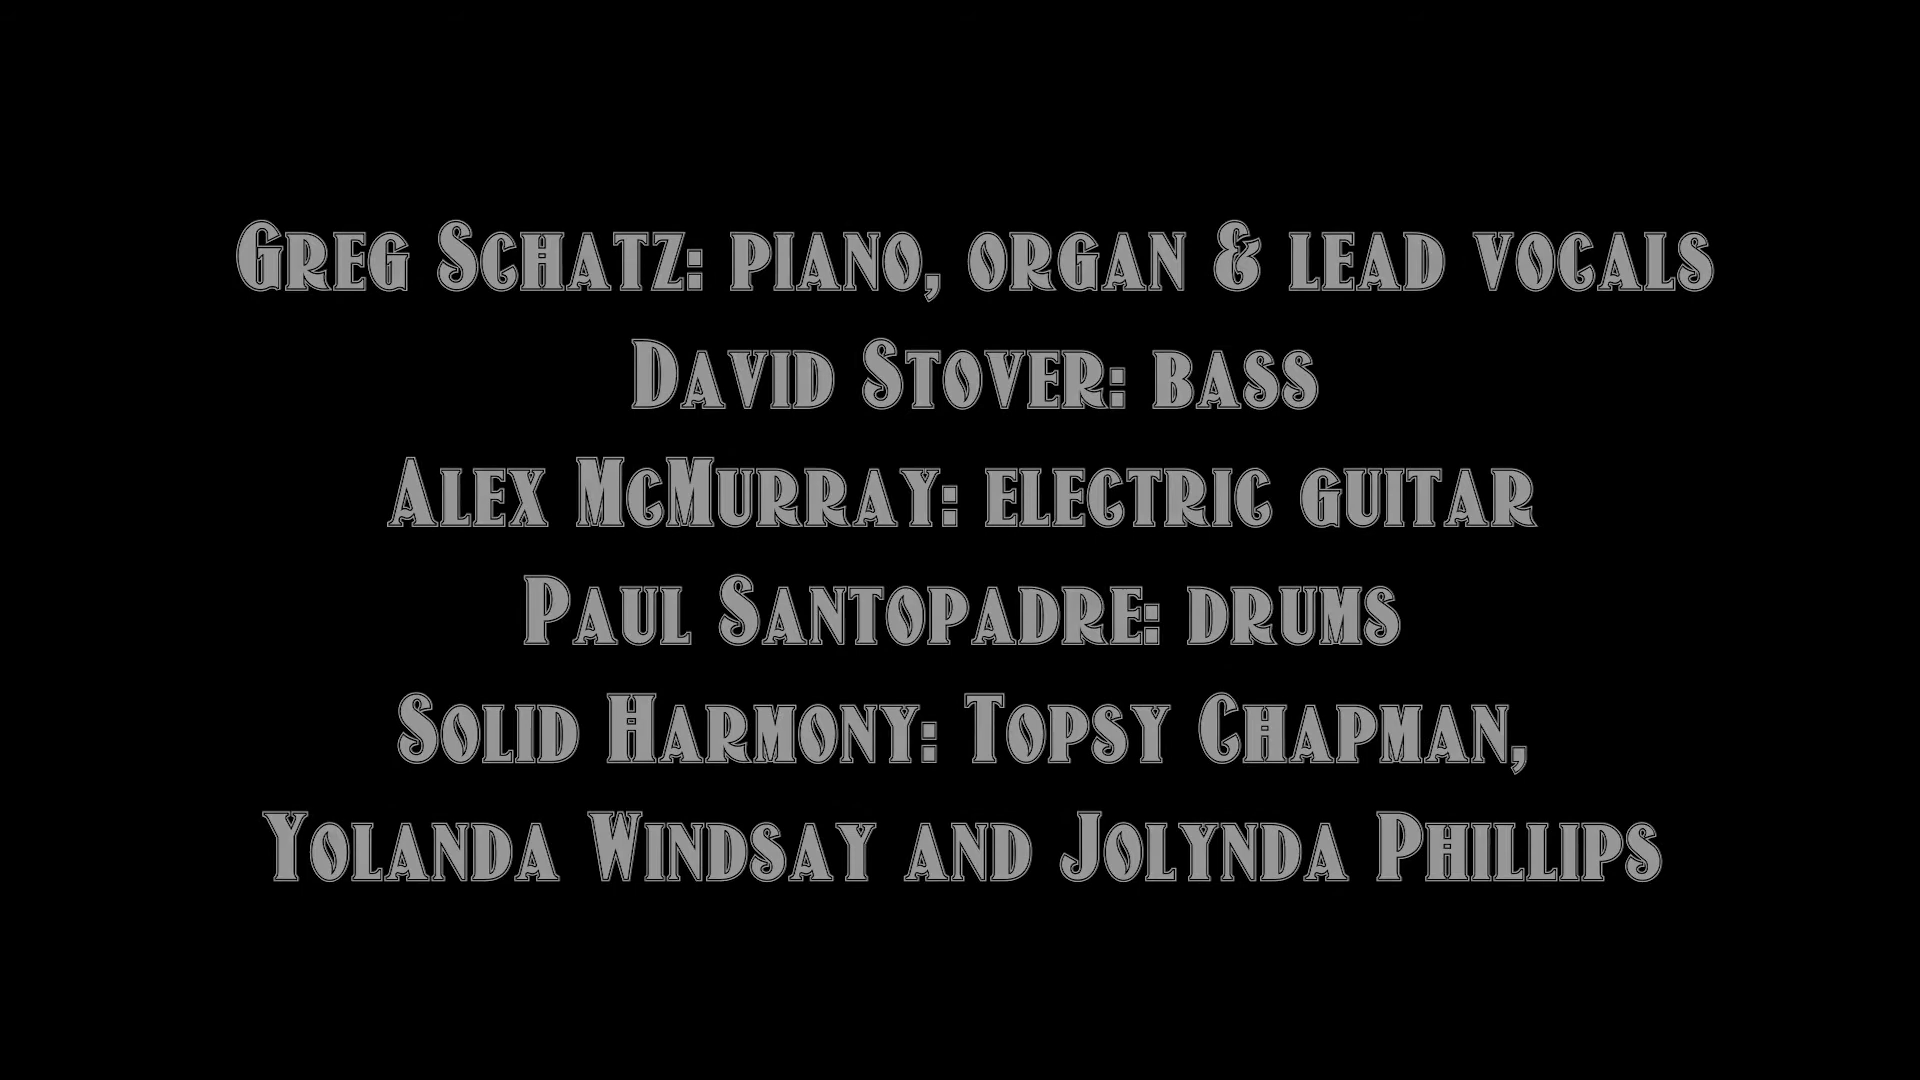 Greg Schatz: piano, organ & lead vocals
David Stover: bass
Alex McMurray: electric guitar
Paul Santopadre: drums
Solid Harmony: Topsy Chapman,
Yolanda Windsay and Jolynda Phillips